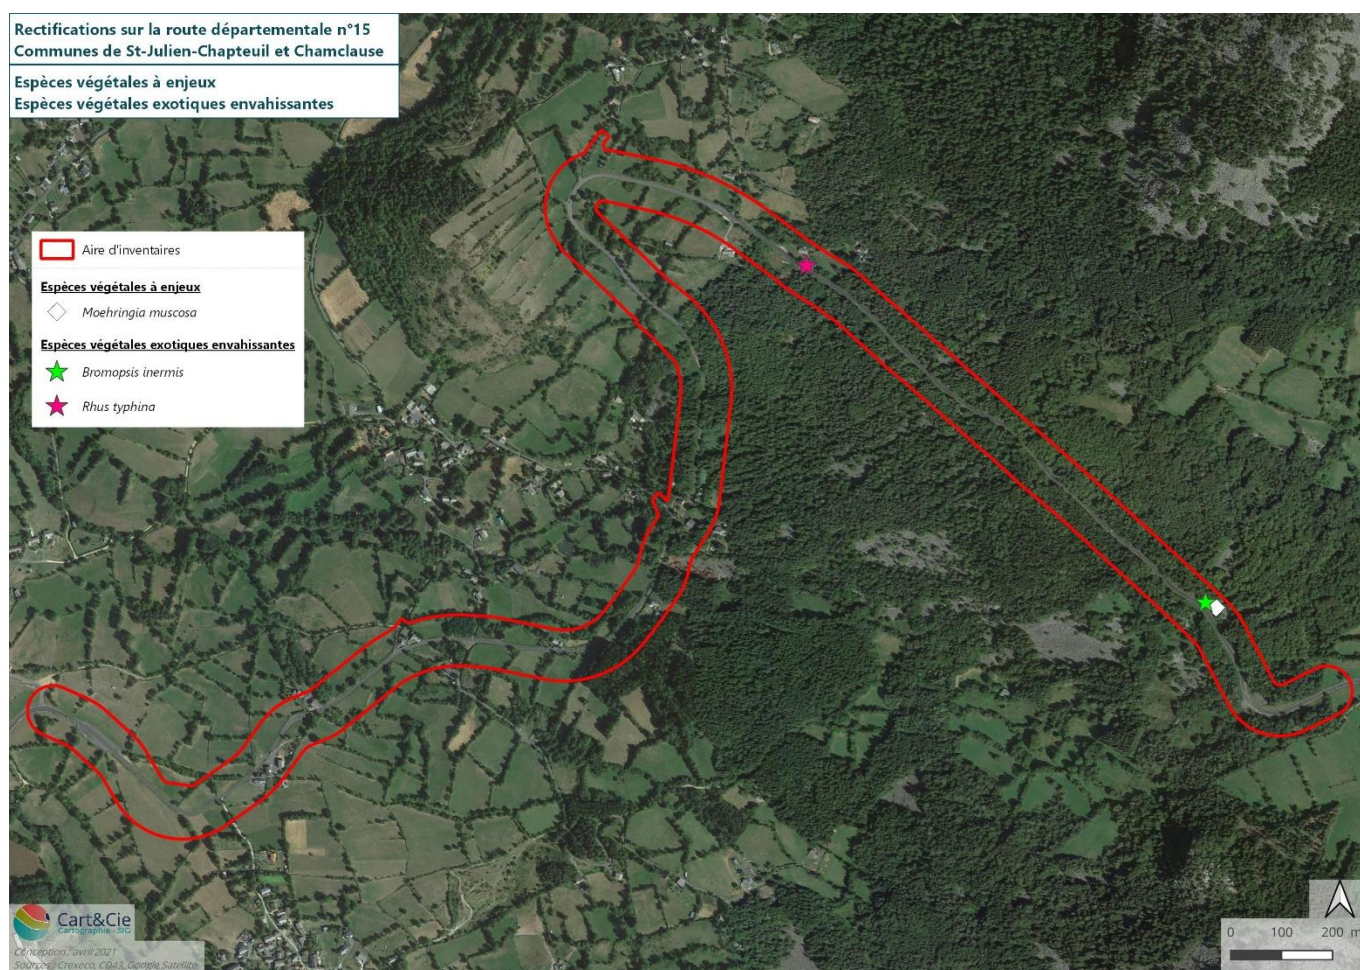 Rectifications sur la route départementale n°15
Communes de St-Julien-Chapteuil et Chamclause
Espèces végétales à enjeux
Espèces végétales exotiques envahissantes
Aire d'inventaires
Espèces végétales à enjeux
Moehringia muscosa
Espèces végétales exotiques envahissantes
Bromopsis inermis
Rhus typhina
Cart&Cie
Cartographie - SIG
Conception : avril 2021
Sources : Crexeco, CD43, Google Satellite
0 100 200 m